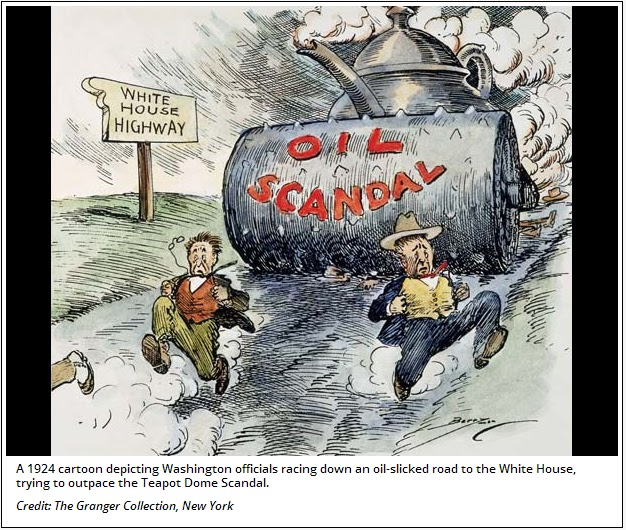 WHITE
HOUSE
HIGHWAY
OIL
SCANDAL
A 1924 cartoon depicting Washington officials racing down an oil-slicked road to the White House,
trying to outpace the Teapot Dome Scandal.
Credit: The Granger Collection, New York